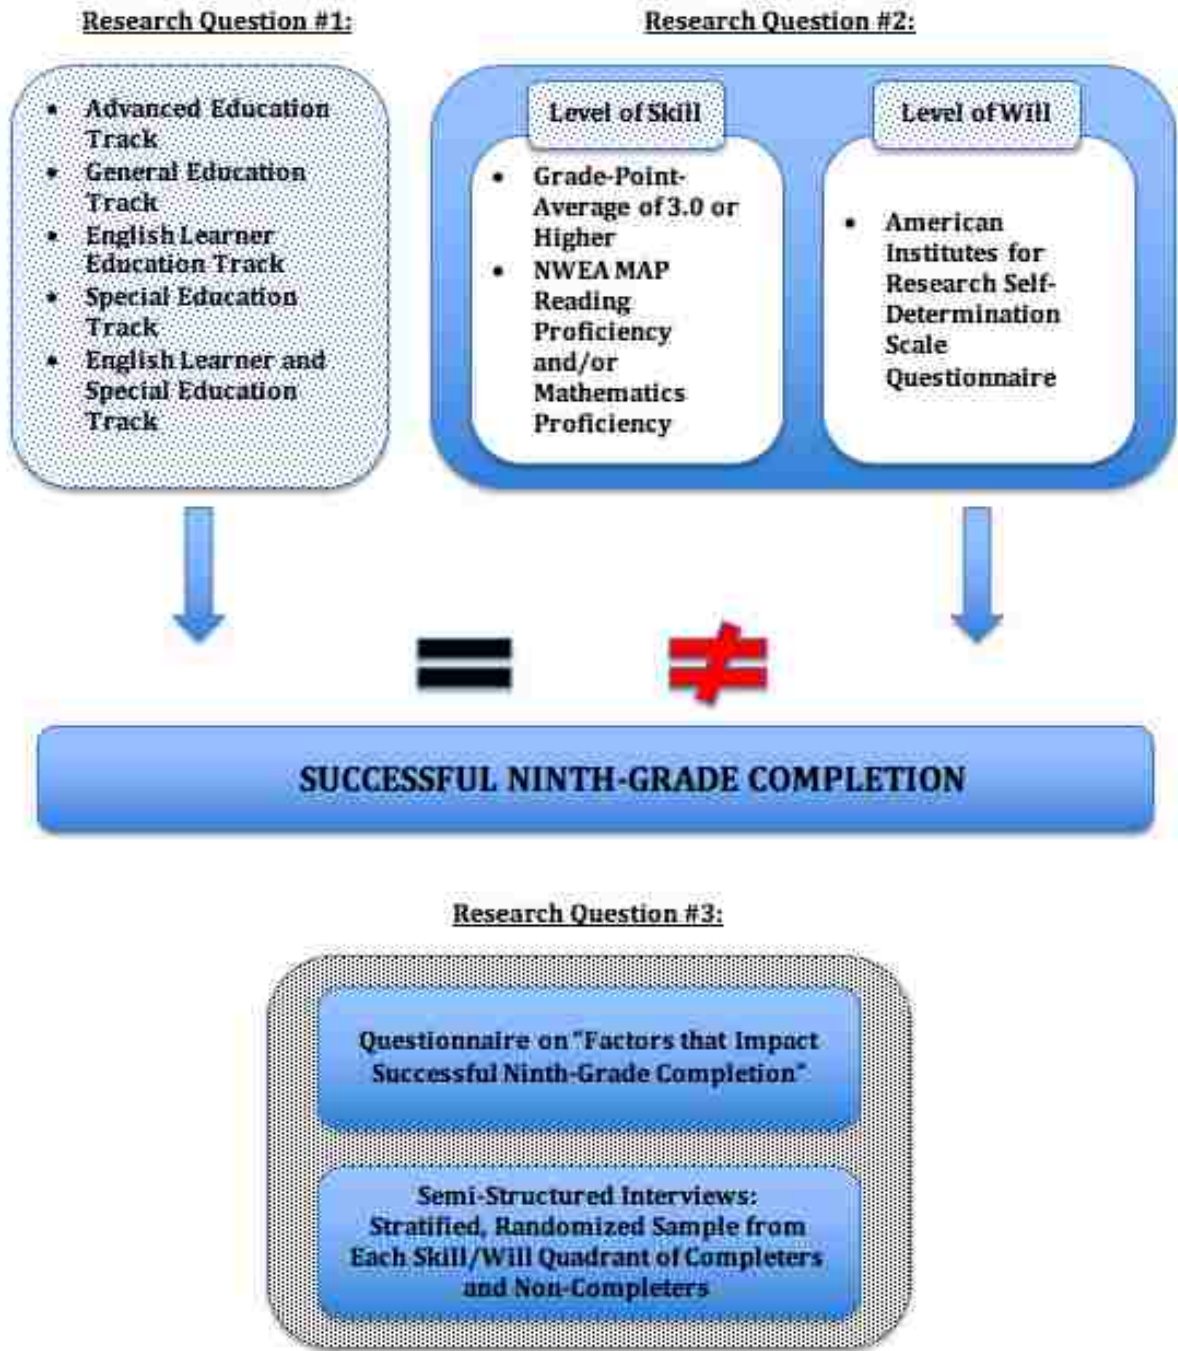 Research Question #1:
• Advanced Education
Track
• General Education
Track
• English Learner
Education Track
• Special Education
Track
• English Learner and
Special Education
Track
Research Question #2:
Level of Skill
• Grade-Point-
Average of 3.0 or
Higher
• NWEA MAP
Reading
Proficiency
and/or
Mathematics
Proficiency
Level of Will
• American
Institutes for
Research Self-
Determination
Scale
Questionnaire
= ≠
SUCCESSFUL NINTH-GRADE COMPLETION
Research Question #3:
Questionnaire on "Factors that Impact
Successful Ninth-Grade Completion"
Semi-Structured Interviews:
Stratified, Randomized Sample from
Each Skill/Will Quadrant of Completers
and Non-Completers